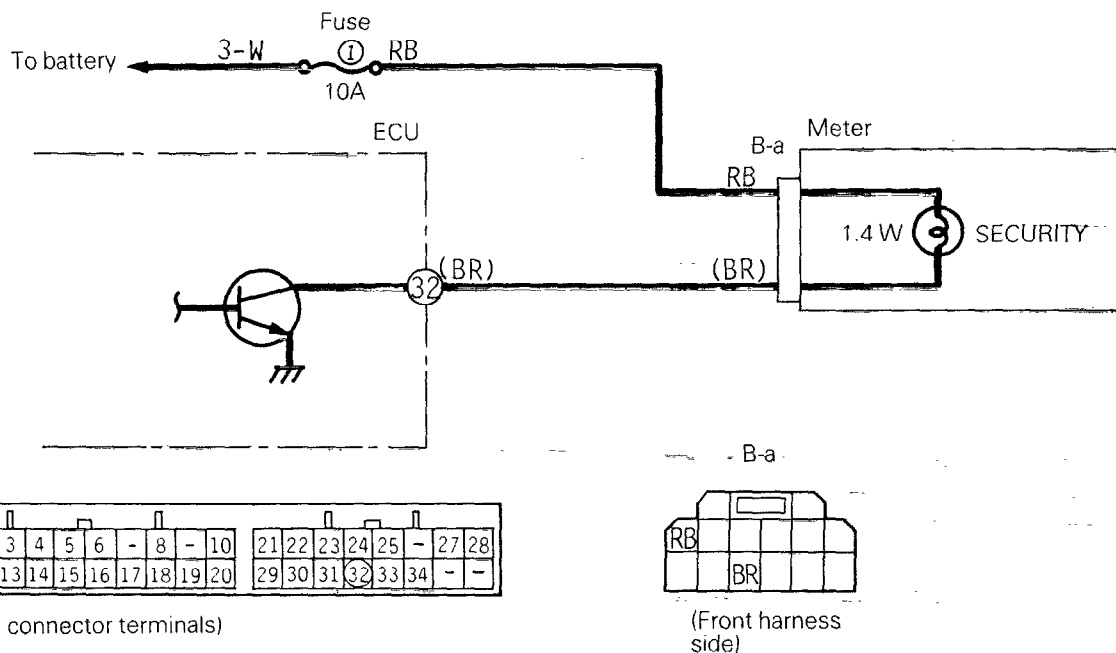 Fuse
To battery 3-W ① RB
10A
ECU
Meter
B-a
RB
1.4 W SECURITY
32 (BR) (BR)
B-a
3 4 5 6 - 8 - 10 21 22 23 24 25 - 27 28
13 14 15 16 17 18 19 20 29 30 31 32 33 34 - -
RB
BR
connector terminals)
(Front harness
side)